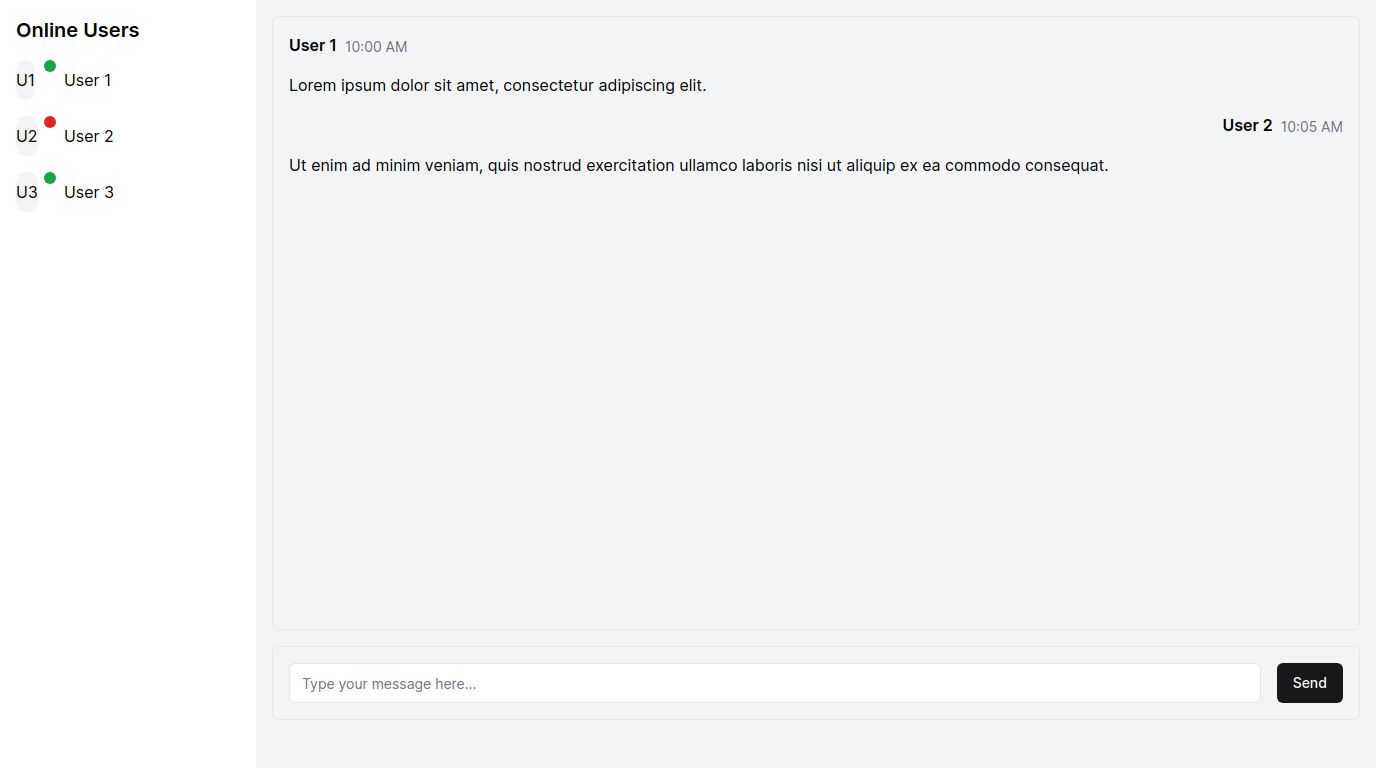 Online Users
U1 User 1
U2 User 2
U3 User 3
User 1 10:00 AM
Lorem ipsum dolor sit amet, consectetur adipiscing elit.
User 2 10:05 AM
Ut enim ad minim veniam, quis nostrud exercitation ullamco laboris nisi ut aliquip ex ea commodo consequat.
Type your message here...
Send